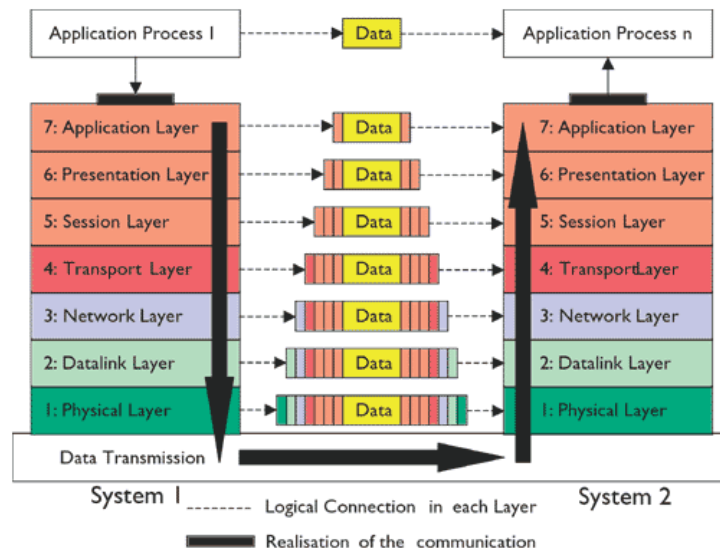 Application Process 1
Data
Application Process n
7: Application Layer
Data
7: Application Layer
6: Presentation Layer
Data
6: Presentation Layer
5: Session Layer
Data
5: Session Layer
4: Transport Layer
Data
4: TransportLayer
3: Network Layer
Data
3: Network Layer
2: Datalink Layer
Data
2: Datalink Layer
1: Physical Layer
Data
1: Physical Layer
Data Transmission
System 1
System 2
Logical Connection in each Layer
Realisation of the communication